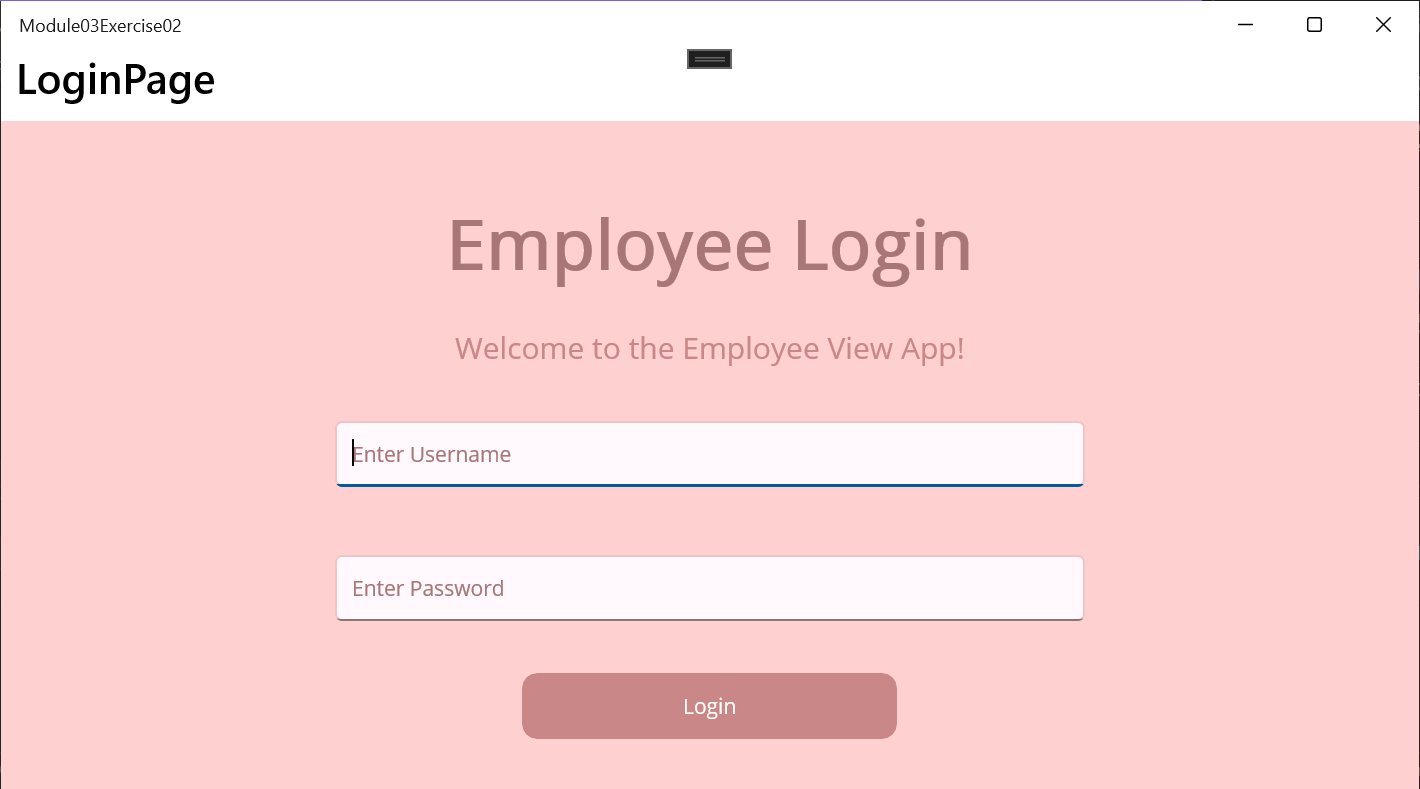 Module03Exercise02
LoginPage
Employee Login
Welcome to the Employee View App!
Enter Username
Enter Password
Login